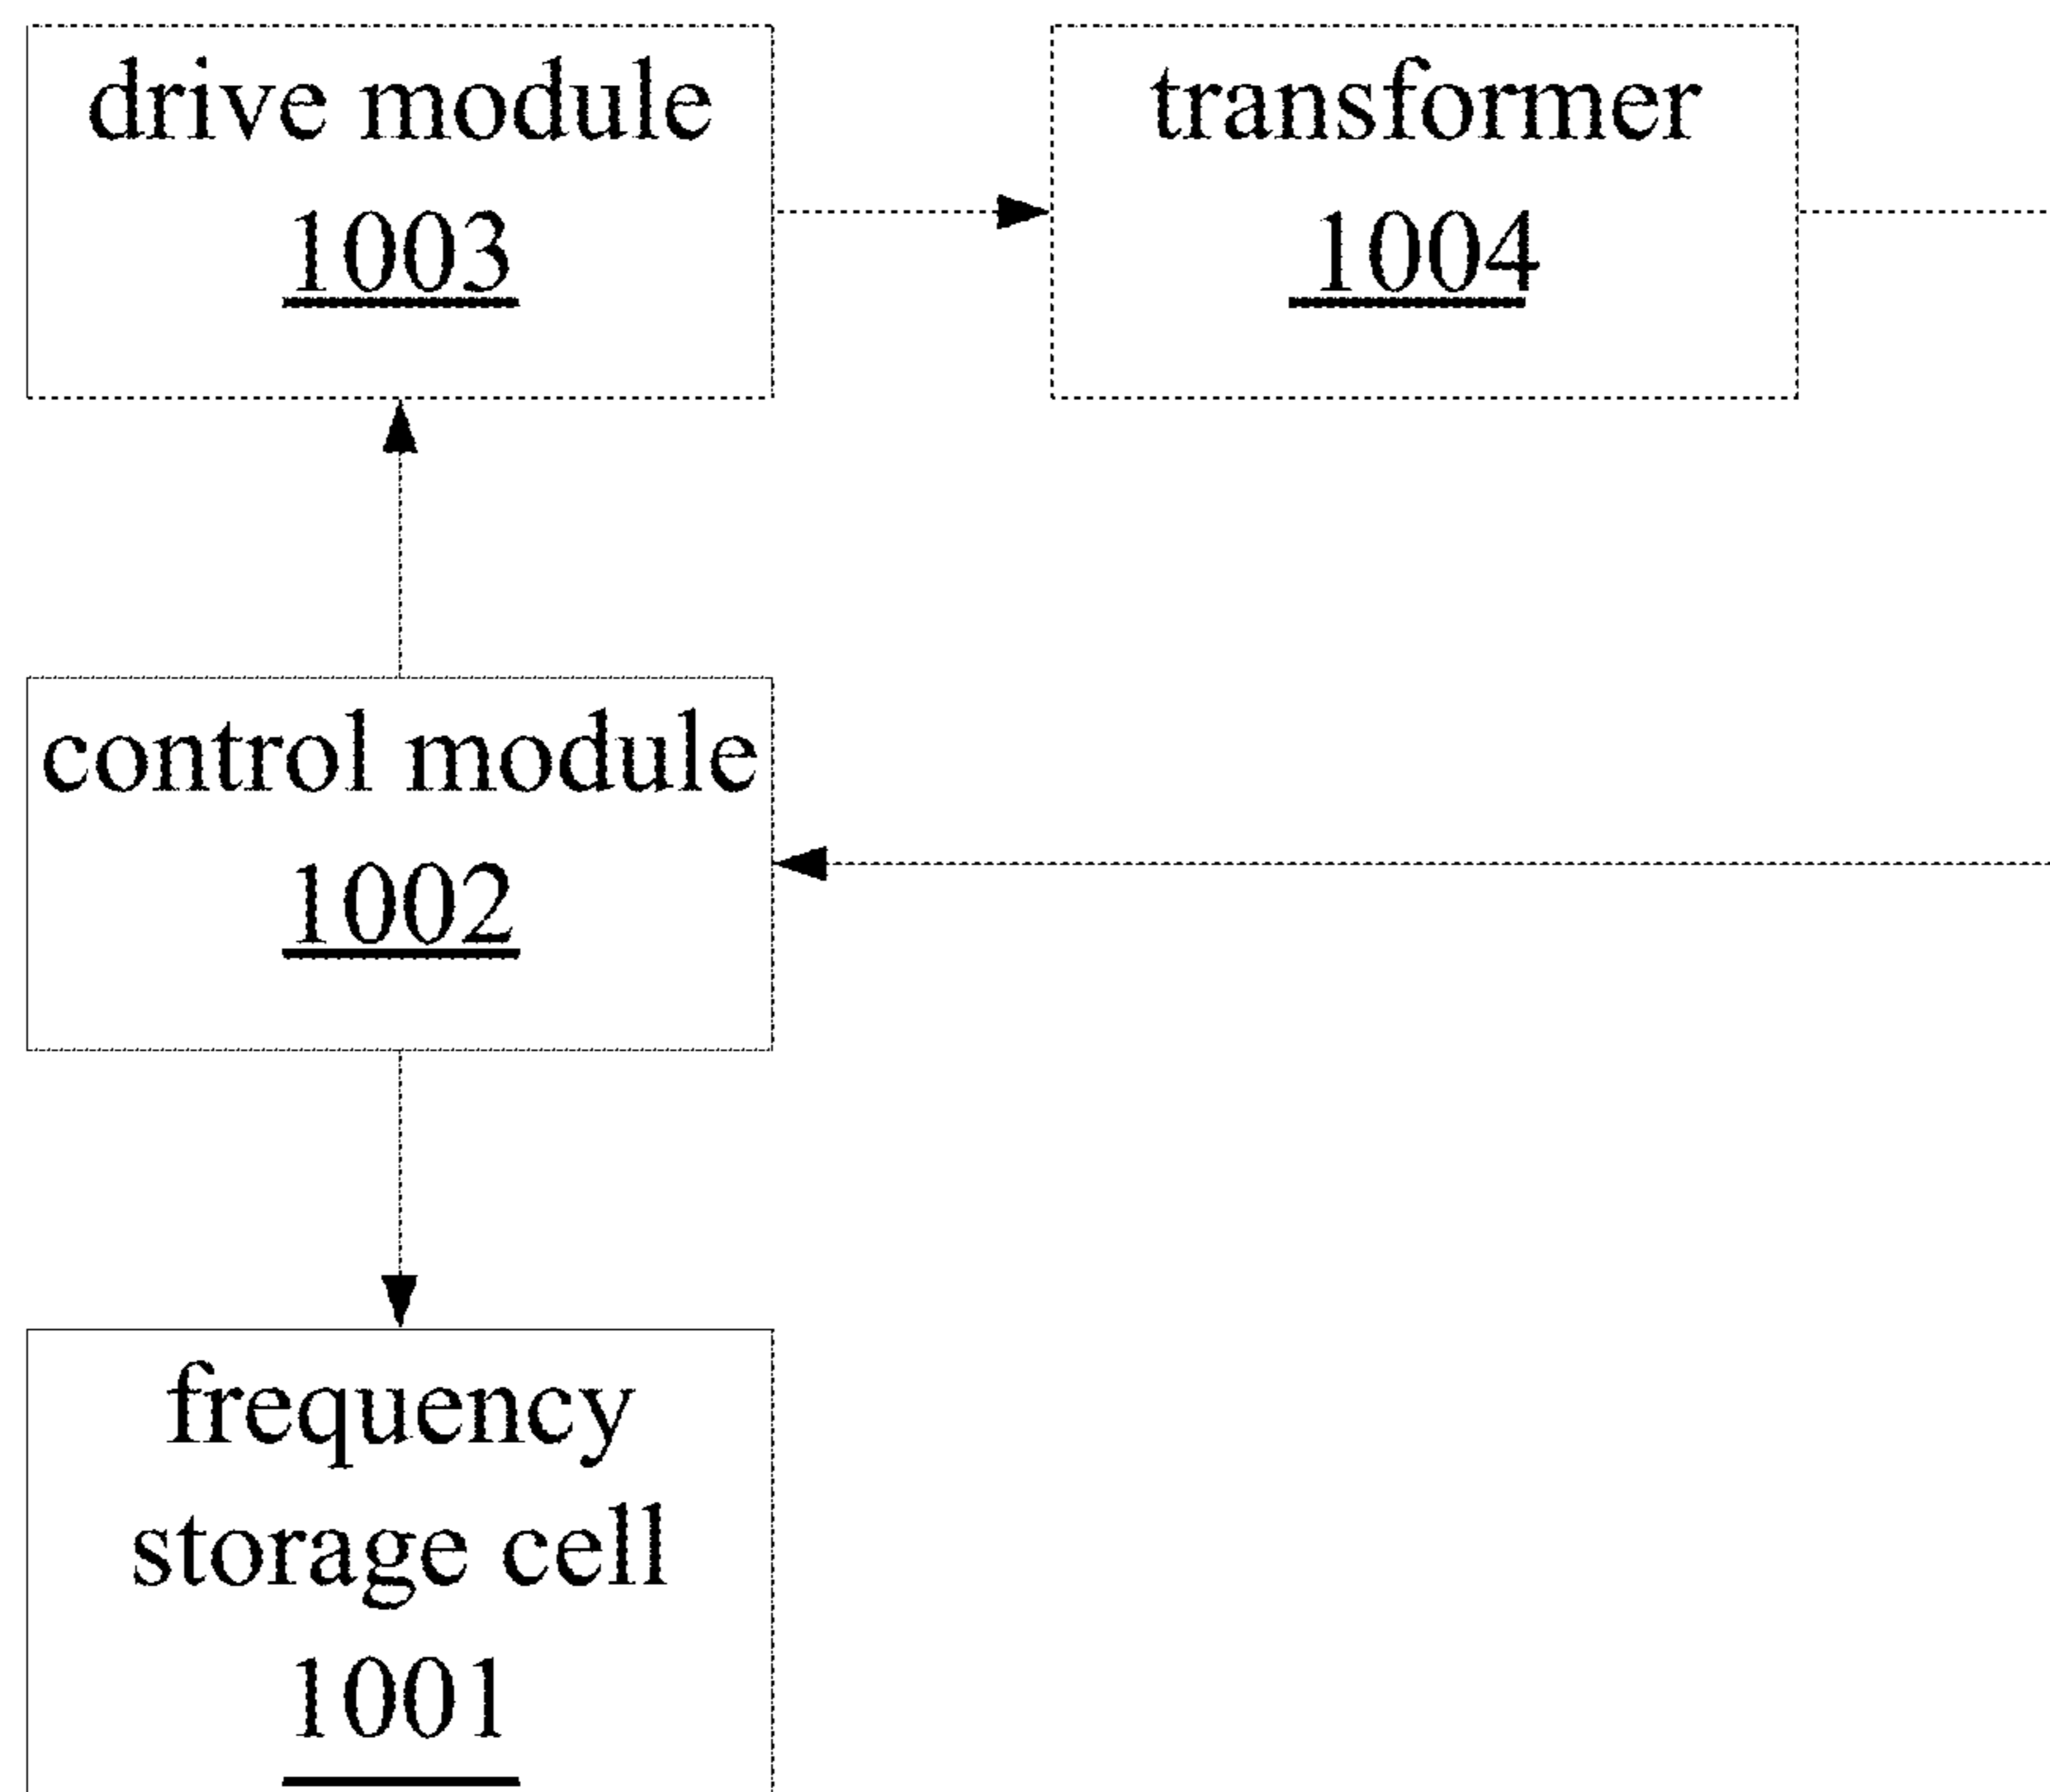 drive module
1003
transformer
1004
control module
1002
frequency
storage cell
1001